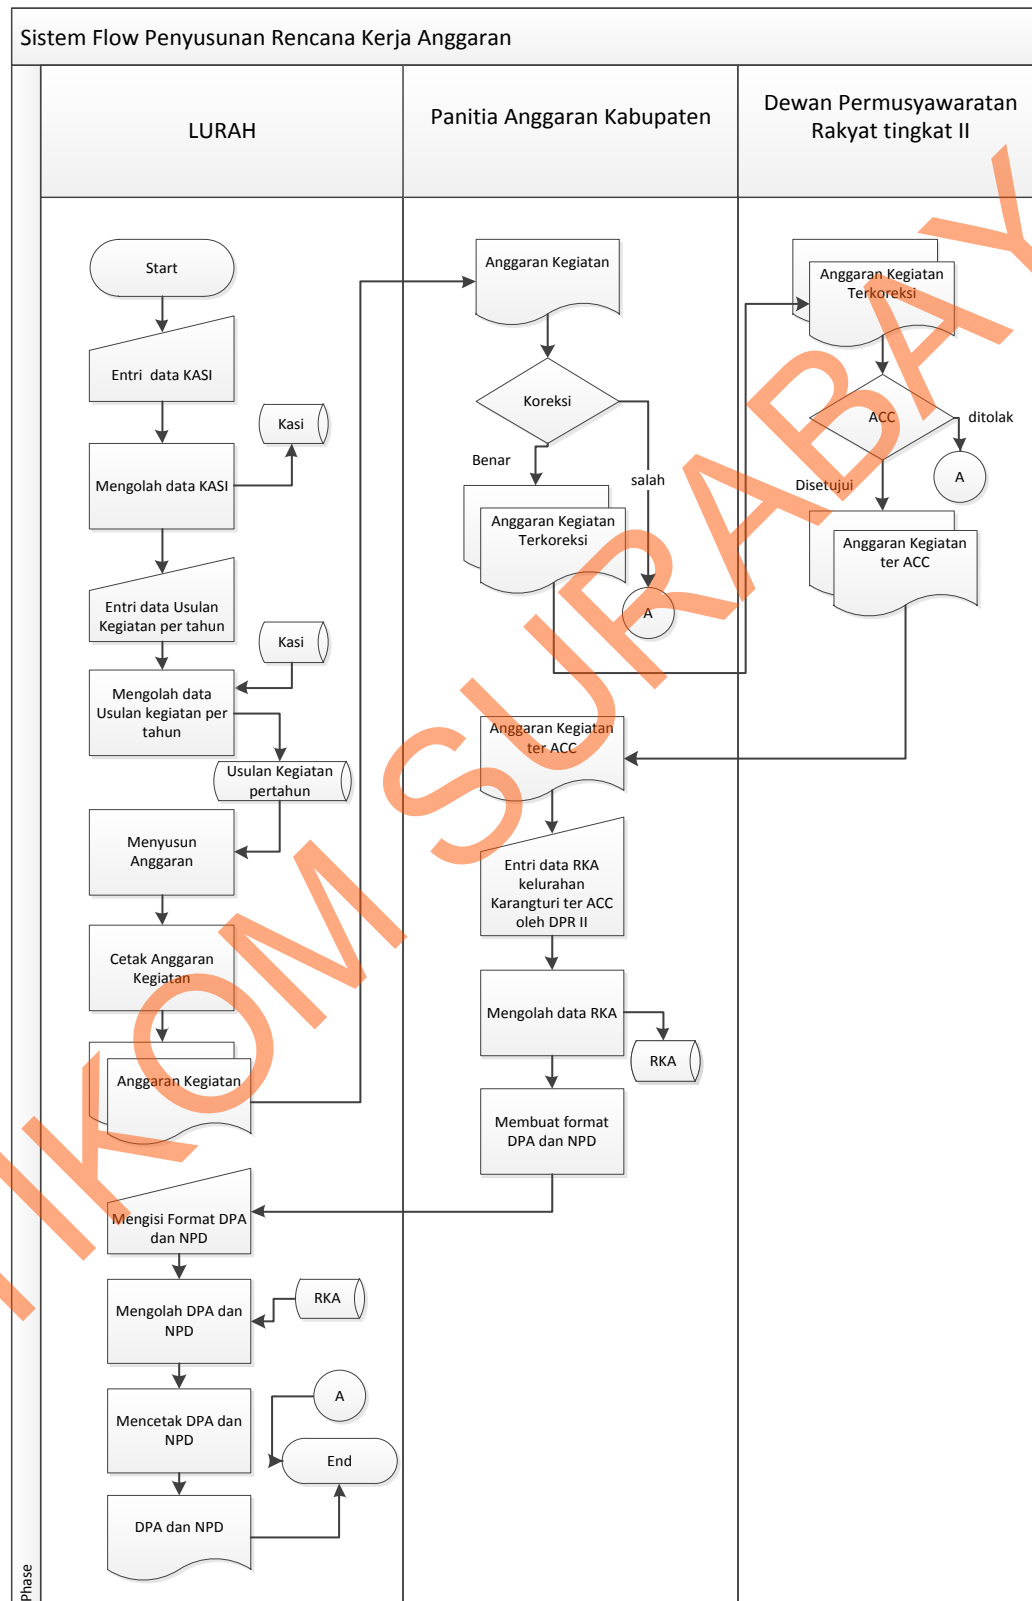 Sistem Flow Penyusunan Rencana Kerja Anggaran
LURAH
Panitia Anggaran Kabupaten
Dewan Permusyawaratan
Rakyat tingkat II
Start
Entri data KASI
Mengolah data KASI
Kasi
Entri data Usulan
Kegiatan per tahun
Kasi
Mengolah data
Usulan kegiatan per
tahun
Usulan Kegiatan
pertahun
Menyusun
Anggaran
Cetak Anggaran
Kegiatan
Anggaran Kegiatan
Mengisi Format DPA
dan NPD
Mengolah DPA dan
NPD
RKA
Mencetak DPA dan
NPD
A
End
DPA dan NPD
Anggaran Kegiatan
Koreksi
Benar
salah
Anggaran Kegiatan
Terkoreksi
A
Anggaran Kegiatan
ter ACC
Entri data RKA
kelurahan
Karangturi ter ACC
oleh DPR II
Mengolah data RKA
RKA
Membuat format
DPA dan NPD
Anggaran Kegiatan
Terkoreksi
ACC
ditolak
A
Disetujui
Anggaran Kegiatan
ter ACC
Phase
IKOM SURABAY